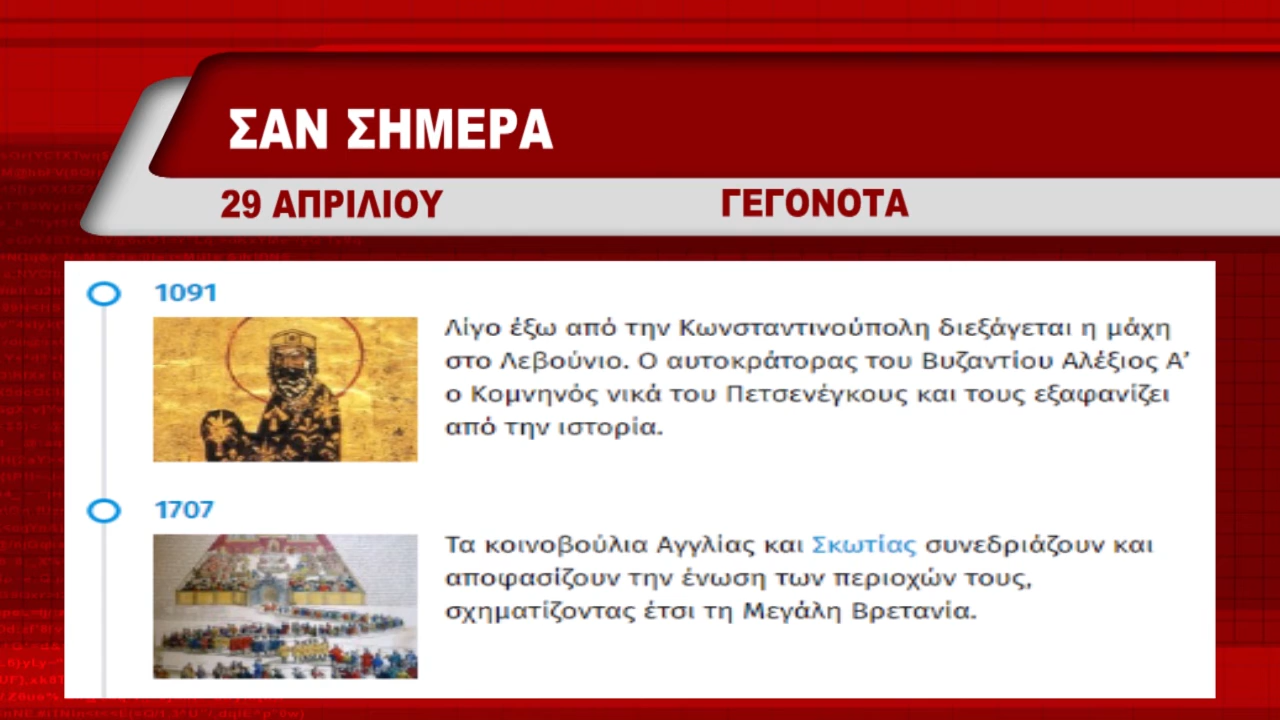 ΣΑΝ ΣΗΜΕΡΑ
29 ΑΠΡΙΛΙΟΥ ΓΕΓΟΝΟΤΑ
1091
Λίγο έξω από την Κωνσταντινούπολη διεξάγεται η μάχη
στο Λεβούνιο. Ο αυτοκράτορας του Βυζαντίου Αλέξιος Α’
ο Κομνηνός νικά του Πετσενέγκους και τους εξαφανίζει
από την ιστορία.
1707
Τα κοινοβούλια Αγγλίας και Σκωτίας συνεδριάζουν και
αποφασίζουν την ένωση των περιοχών τους,
σχηματίζοντας έτσι τη Μεγάλη Βρετανία.